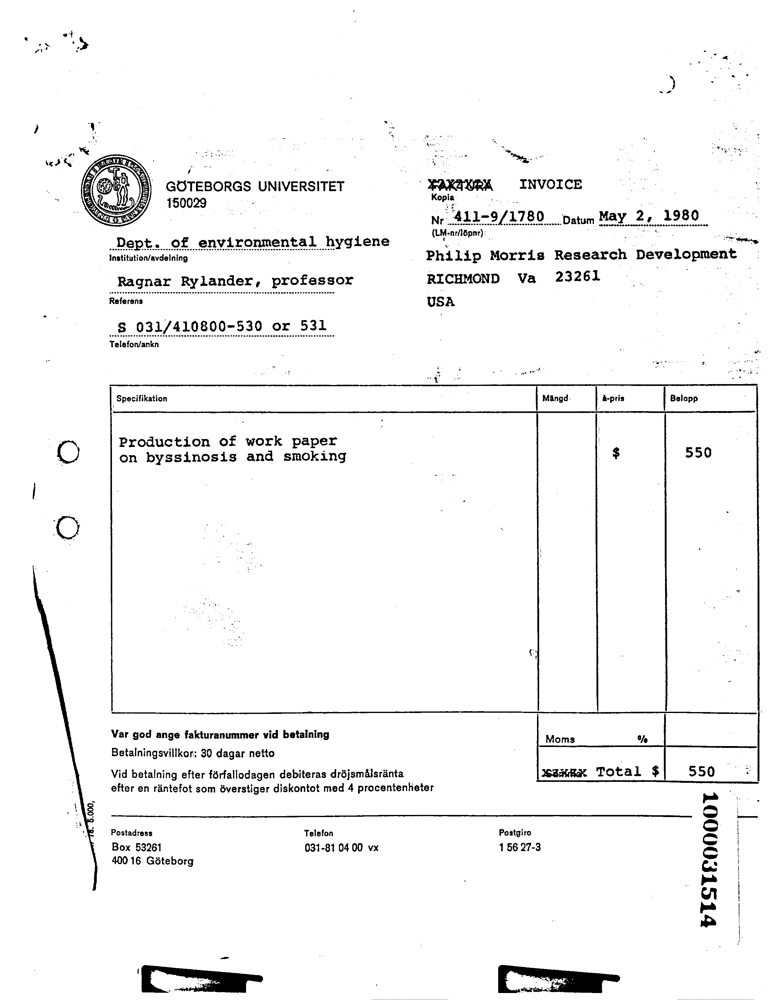 GÖTEBORGS UNIVERSITET
150029
INVOICE
Kopia
Nr 411-9/1780 Datum May 2, 1980
(LM-nr/löpnr)
Dept. of environmental hygiene
Institution/avdelning
Philip Morris Research Development
RICHMOND Va 23261
USA
Ragnar Rylander, professor
Referens
S 031/410800-530 or 531
Telefon/ankn
Specifikation Mängd à-pris Belopp
Production of work paper
on byssinosis and smoking $ 550
Var god ange fakturanummer vid betalning
Betalningsvillkor: 30 dagar netto
Vid betalning efter förfallodagen debiteras dröjsmålsränta
efter en räntefot som överstiger diskontot med 4 procentenheter
Moms %
Total $ 550
78. 5.000,
Postadress Telefon Postgiro
Box 53261 031-81 04 00 vx 1 56 27-3
400 16 Göteborg
1000031514